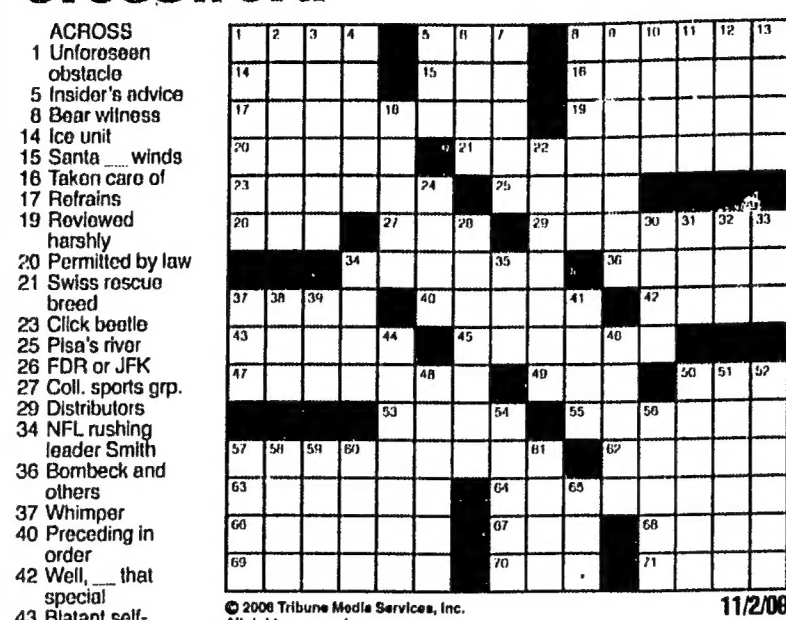 ACROSS
1 Unforeseen
obstacle
5 Insider's advice
8 Bear witness
14 Ice unit
15 Santa __ winds
16 Taken care of
17 Refrains
19 Reviewed
harshly
20 Permitted by law
21 Swiss rescue
breed
23 Click beetle
25 Pisa's river
26 FDR or JFK
27 Coll. sports grp.
29 Distributors
34 NFL rushing
leader Smith
36 Bombeck and
others
37 Whimper
40 Preceding in
order
42 Well, __ that
special
43 Blatant self-
1 2 3 4 5 6 7 8 9 10 11 12 13
14 15 16
17 18 19
20 21 22
23 24 25
26 27 28 29 30 31 32 33
34 35 36
37 38 39 40 41 42
43 44 45 46
47 48 49 50 51 52
53 54 55 56
57 58 59 60 61 62
63 64 65
66 67 68
69 70 71
© 2006 Tribune Media Services, Inc.
11/2/06